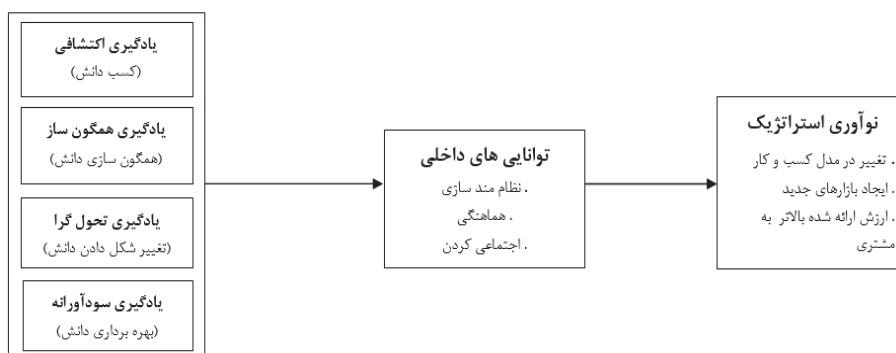 یادگیری اکتشافی
(کسب دانش)
یادگیری همگون ساز
(همگون سازی دانش)
یادگیری تحول گرا
(تغییر شکل دادن دانش)
یادگیری سودآورانه
(بهره برداری دانش)
توانایی های داخلی
. نظام مند سازی
. هماهنگی
. اجتماعی کردن
نوآوری استراتژیک
. تغییر در مدل کسب و کار
. ایجاد بازارهای جدید
. ارزش ارائه شده بالاتر به
مشتری